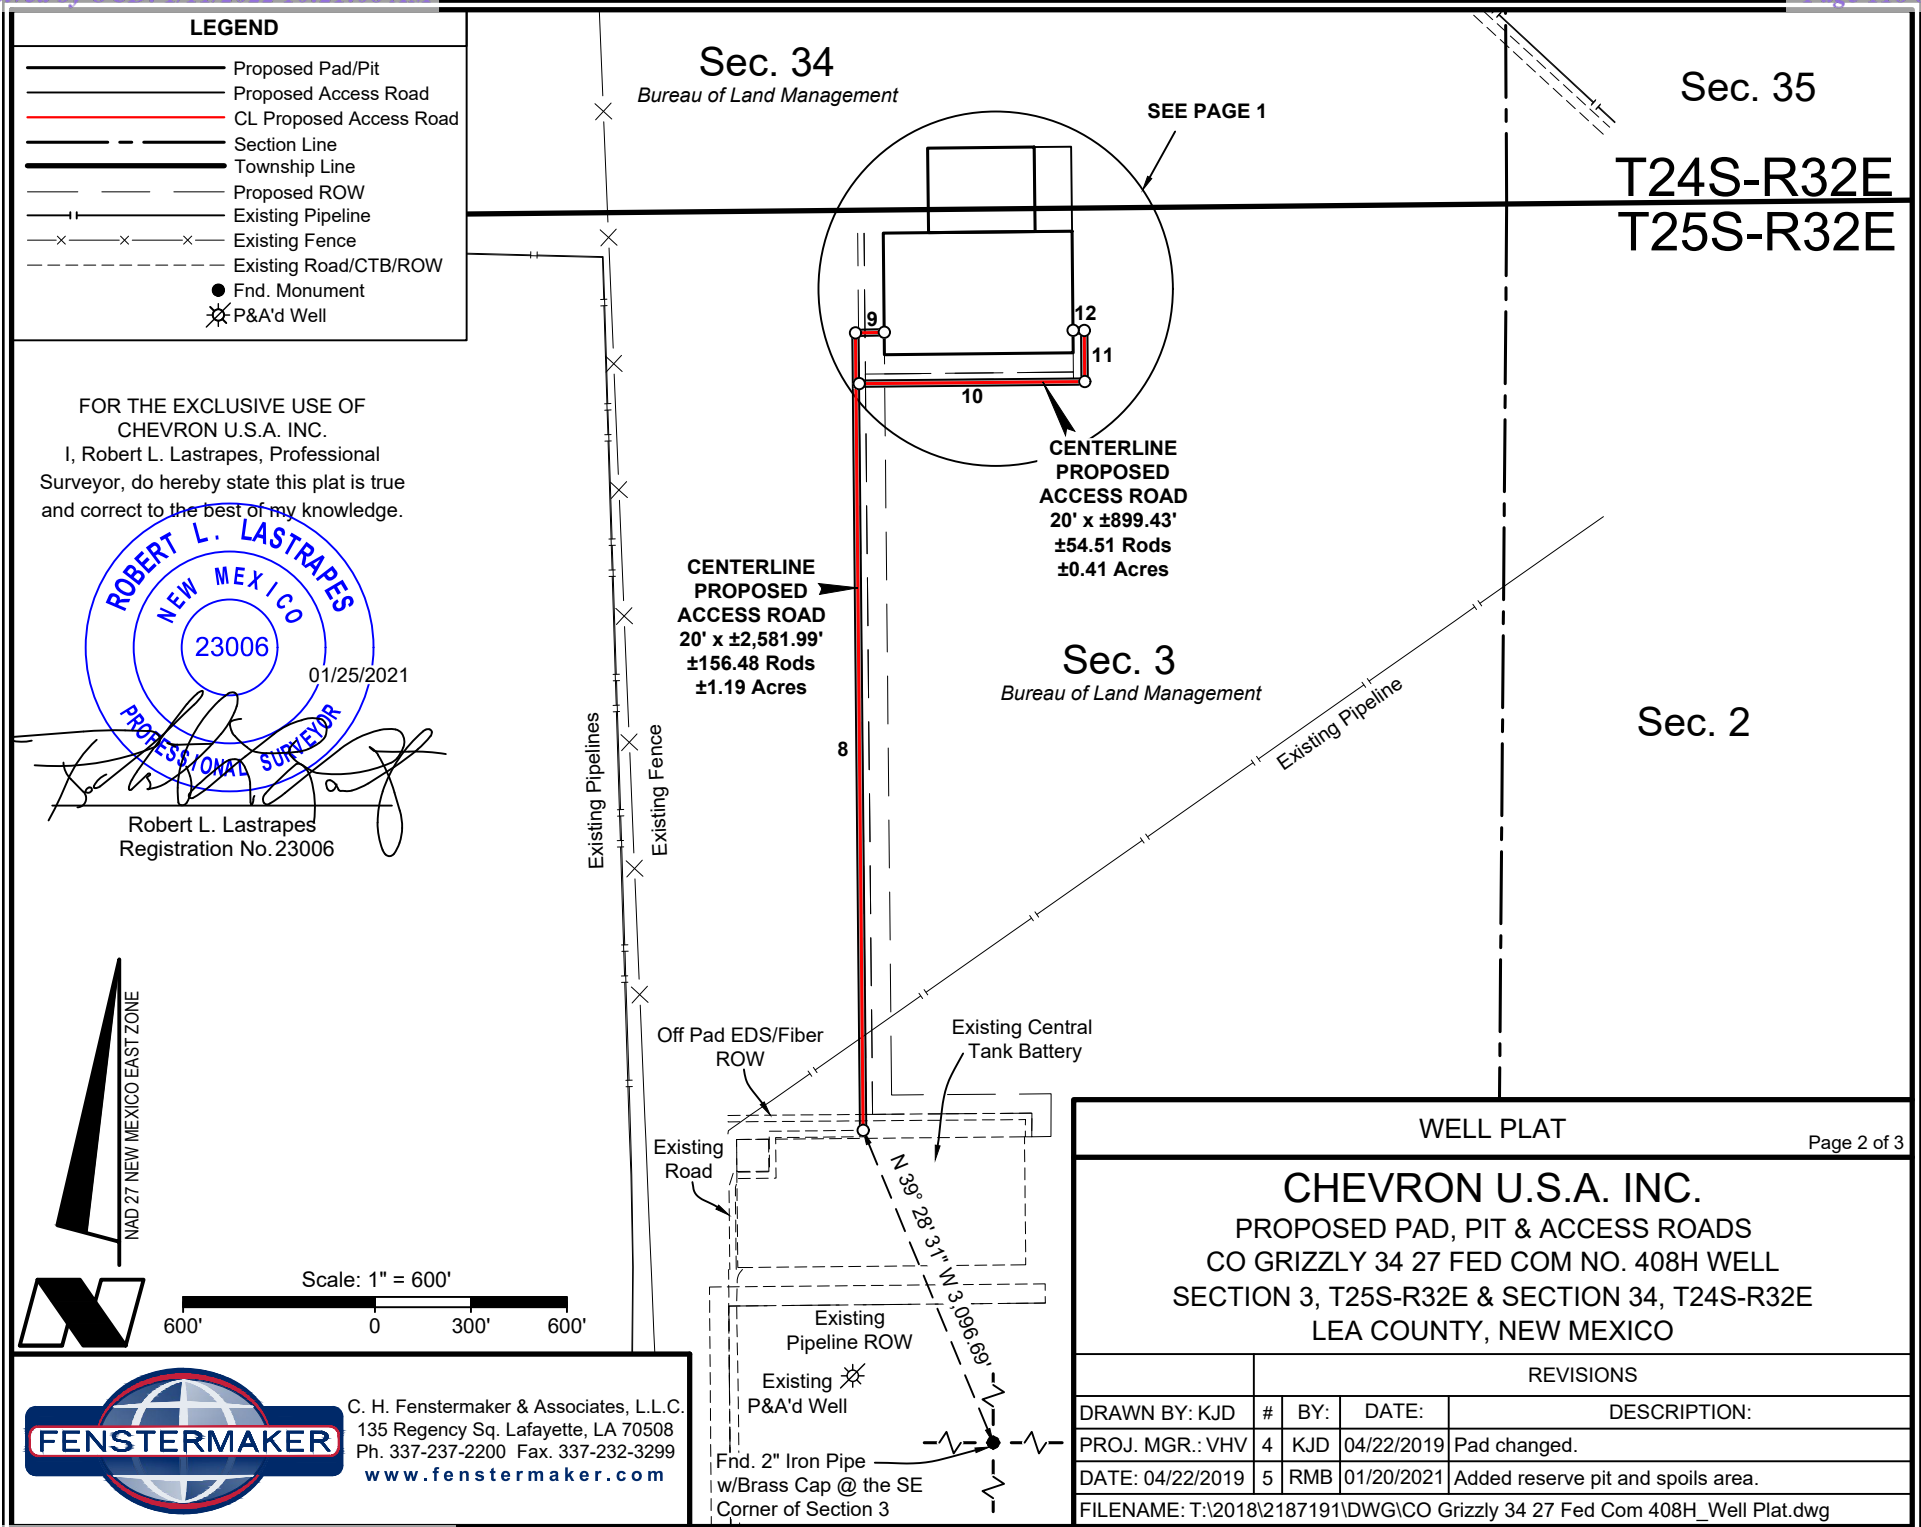 LEGEND
Proposed Pad/Pit
Proposed Access Road
CL Proposed Access Road
Section Line
Township Line
Proposed ROW
Existing Pipeline
Existing Fence
Existing Road/CTB/ROW
Fnd. Monument
P&A'd Well
Sec. 34
Bureau of Land Management
SEE PAGE 1
Sec. 35
T24S-R32E
T25S-R32E
9
12
11
10
FOR THE EXCLUSIVE USE OF
CHEVRON U.S.A. INC.
I, Robert L. Lastrapes, Professional
Surveyor, do hereby state this plat is true
and correct to the best of my knowledge.
ROBERT L. LASTRAPES
NEW MEXICO
23006
01/25/2021
PROFESSIONAL SURVEYOR
Robert L. Lastrapes
Registration No. 23006
CENTERLINE
PROPOSED
ACCESS ROAD
20' x ±899.43'
±54.51 Rods
±0.41 Acres
CENTERLINE
PROPOSED
ACCESS ROAD
20' x ±2,581.99'
±156.48 Rods
±1.19 Acres
8
Sec. 3
Bureau of Land Management
Sec. 2
Existing Pipeline
Existing Pipelines
Existing Fence
NAD 27 NEW MEXICO EAST ZONE
Off Pad EDS/Fiber
ROW
Existing Central
Tank Battery
Existing
Road
N 39° 28' 31" W 3,096.69'
Scale: 1" = 600'
600' 0 300' 600'
Existing
Pipeline ROW
Existing
P&A'd Well
Fnd. 2" Iron Pipe
w/Brass Cap @ the SE
Corner of Section 3
FENSTERMAKER
C. H. Fenstermaker & Associates, L.L.C.
135 Regency Sq. Lafayette, LA 70508
Ph. 337-237-2200 Fax. 337-232-3299
www.fenstermaker.com
WELL PLAT
Page 2 of 3
CHEVRON U.S.A. INC.
PROPOSED PAD, PIT & ACCESS ROADS
CO GRIZZLY 34 27 FED COM NO. 408H WELL
SECTION 3, T25S-R32E & SECTION 34, T24S-R32E
LEA COUNTY, NEW MEXICO
REVISIONS
DRAWN BY: KJD # BY: DATE: DESCRIPTION:
PROJ. MGR.: VHV 4 KJD 04/22/2019 Pad changed.
DATE: 04/22/2019 5 RMB 01/20/2021 Added reserve pit and spoils area.
FILENAME: T:\2018\2187191\DWG\CO Grizzly 34 27 Fed Com 408H_Well Plat.dwg